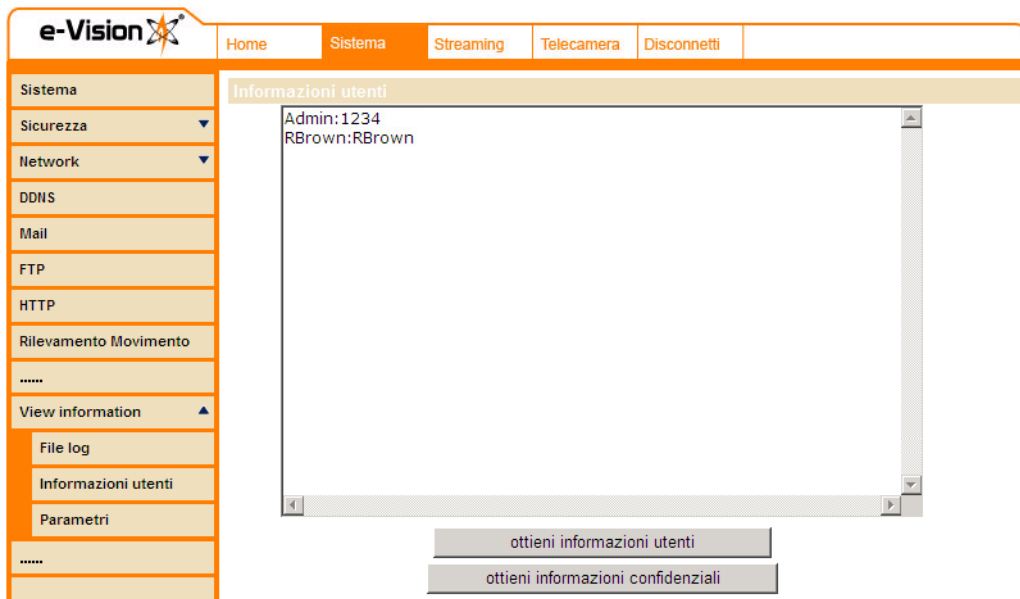 e-Vision
Home
Sistema
Streaming
Telecamera
Disconnetti
Sistema
Sicurezza
Network
DDNS
Mail
FTP
HTTP
Rilevamento Movimento
......
View information
File log
Informazioni utenti
Parametri
......
Informazioni utenti
Admin:1234
RBrown:RBrown
ottieni informazioni utenti
ottieni informazioni confidenziali